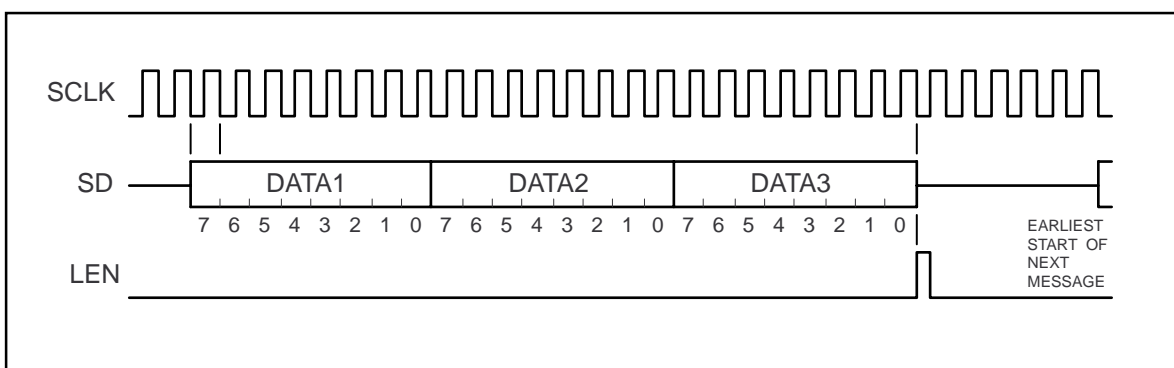 SCLK
SD
DATA1 DATA2 DATA3
7 6 5 4 3 2 1 0 7 6 5 4 3 2 1 0 7 6 5 4 3 2 1 0
EARLIEST
START OF
NEXT
MESSAGE
LEN